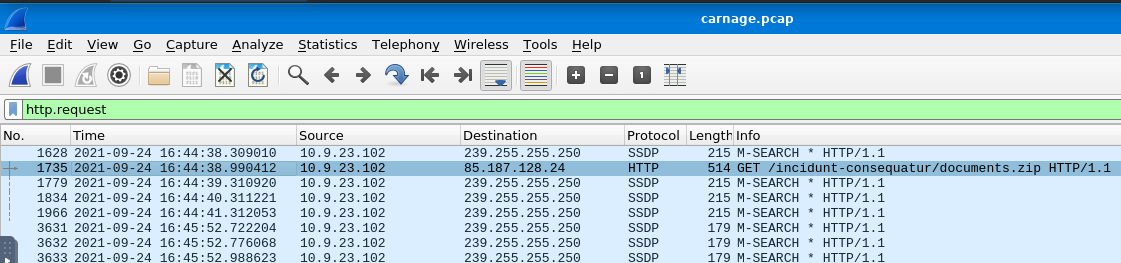 carnage.pcap
File Edit View Go Capture Analyze Statistics Telephony Wireless Tools Help
http.request
No. Time Source Destination Protocol Length Info
1628 2021-09-24 16:44:38.309010 10.9.23.102 239.255.255.250 SSDP 215 M-SEARCH * HTTP/1.1
1735 2021-09-24 16:44:38.990412 10.9.23.102 85.187.128.24 HTTP 514 GET /incidunt-consequatur/documents.zip HTTP/1.1
1779 2021-09-24 16:44:39.310920 10.9.23.102 239.255.255.250 SSDP 215 M-SEARCH * HTTP/1.1
1834 2021-09-24 16:44:40.311221 10.9.23.102 239.255.255.250 SSDP 215 M-SEARCH * HTTP/1.1
1966 2021-09-24 16:44:41.312053 10.9.23.102 239.255.255.250 SSDP 215 M-SEARCH * HTTP/1.1
3631 2021-09-24 16:45:52.722204 10.9.23.102 239.255.255.250 SSDP 179 M-SEARCH * HTTP/1.1
3632 2021-09-24 16:45:52.776068 10.9.23.102 239.255.255.250 SSDP 179 M-SEARCH * HTTP/1.1
3633 2021-09-24 16:45:52.988623 10.9.23.102 239.255.255.250 SSDP 179 M-SEARCH * HTTP/1.1